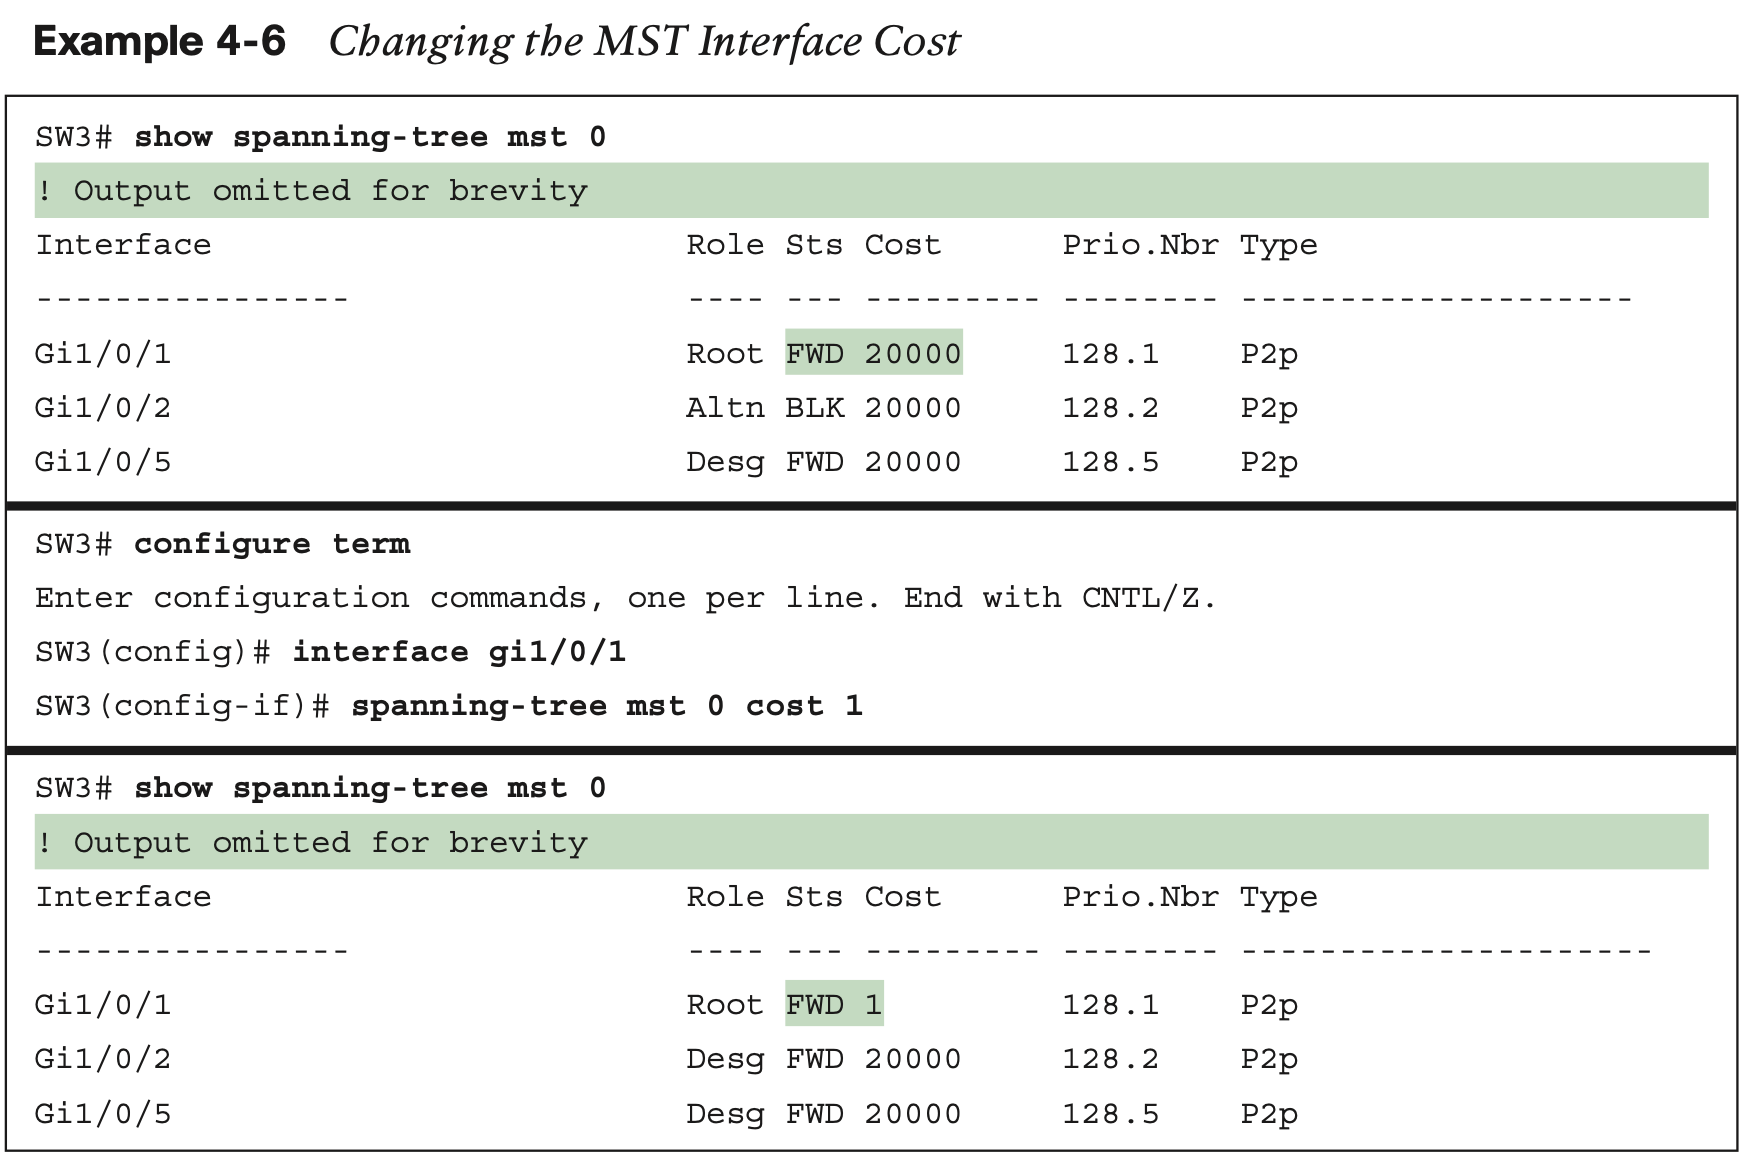 Example 4-6 Changing the MST Interface Cost
SW3# show spanning-tree mst 0
! Output omitted for brevity
Interface Role Sts Cost Prio.Nbr Type
---------------- ---- --- --------- -------- --------------------
Gi1/0/1 Root FWD 20000 128.1 P2p
Gi1/0/2 Altn BLK 20000 128.2 P2p
Gi1/0/5 Desg FWD 20000 128.5 P2p
SW3# configure term
Enter configuration commands, one per line. End with CNTL/Z.
SW3(config)# interface gi1/0/1
SW3(config-if)# spanning-tree mst 0 cost 1
SW3# show spanning-tree mst 0
! Output omitted for brevity
Interface Role Sts Cost Prio.Nbr Type
---------------- ---- --- --------- -------- ---------------------
Gi1/0/1 Root FWD 1 128.1 P2p
Gi1/0/2 Desg FWD 20000 128.2 P2p
Gi1/0/5 Desg FWD 20000 128.5 P2p